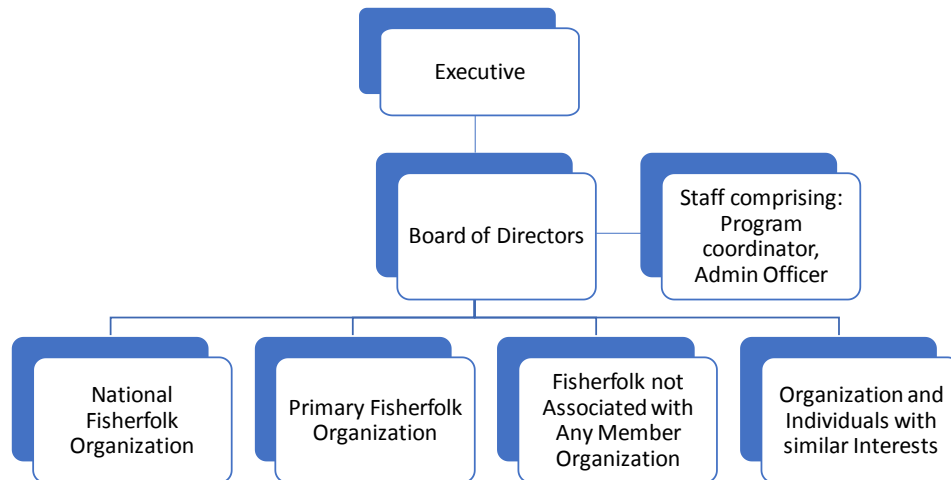 Executive
Board of Directors
Staff comprising:
Program
coordinator,
Admin Officer
National
Fisherfolk
Organization
Primary Fisherfolk
Organization
Fisherfolk not
Associated with
Any Member
Organization
Organization and
Individuals with
similar Interests